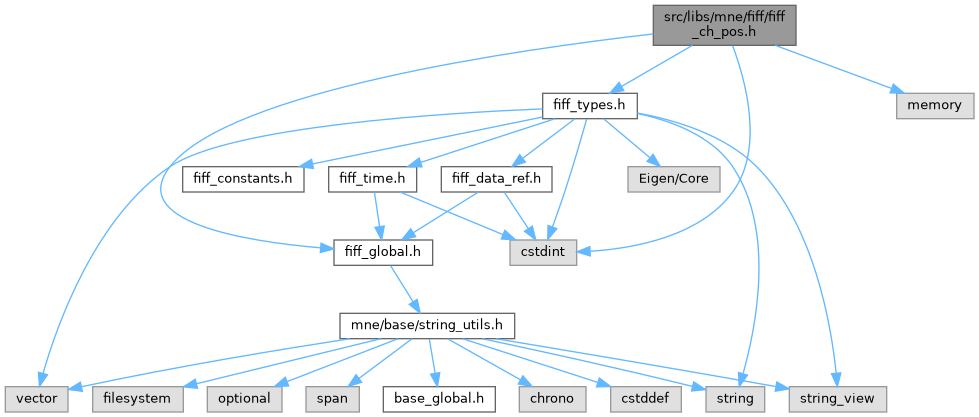 src/libs/mne/fiff/fiff
_ch_pos.h
fiff_types.h
memory
fiff_constants.h
fiff_time.h
fiff_data_ref.h
Eigen/Core
fiff_global.h
cstdint
mne/base/string_utils.h
vector
filesystem
optional
span
base_global.h
chrono
cstddef
string
string_view